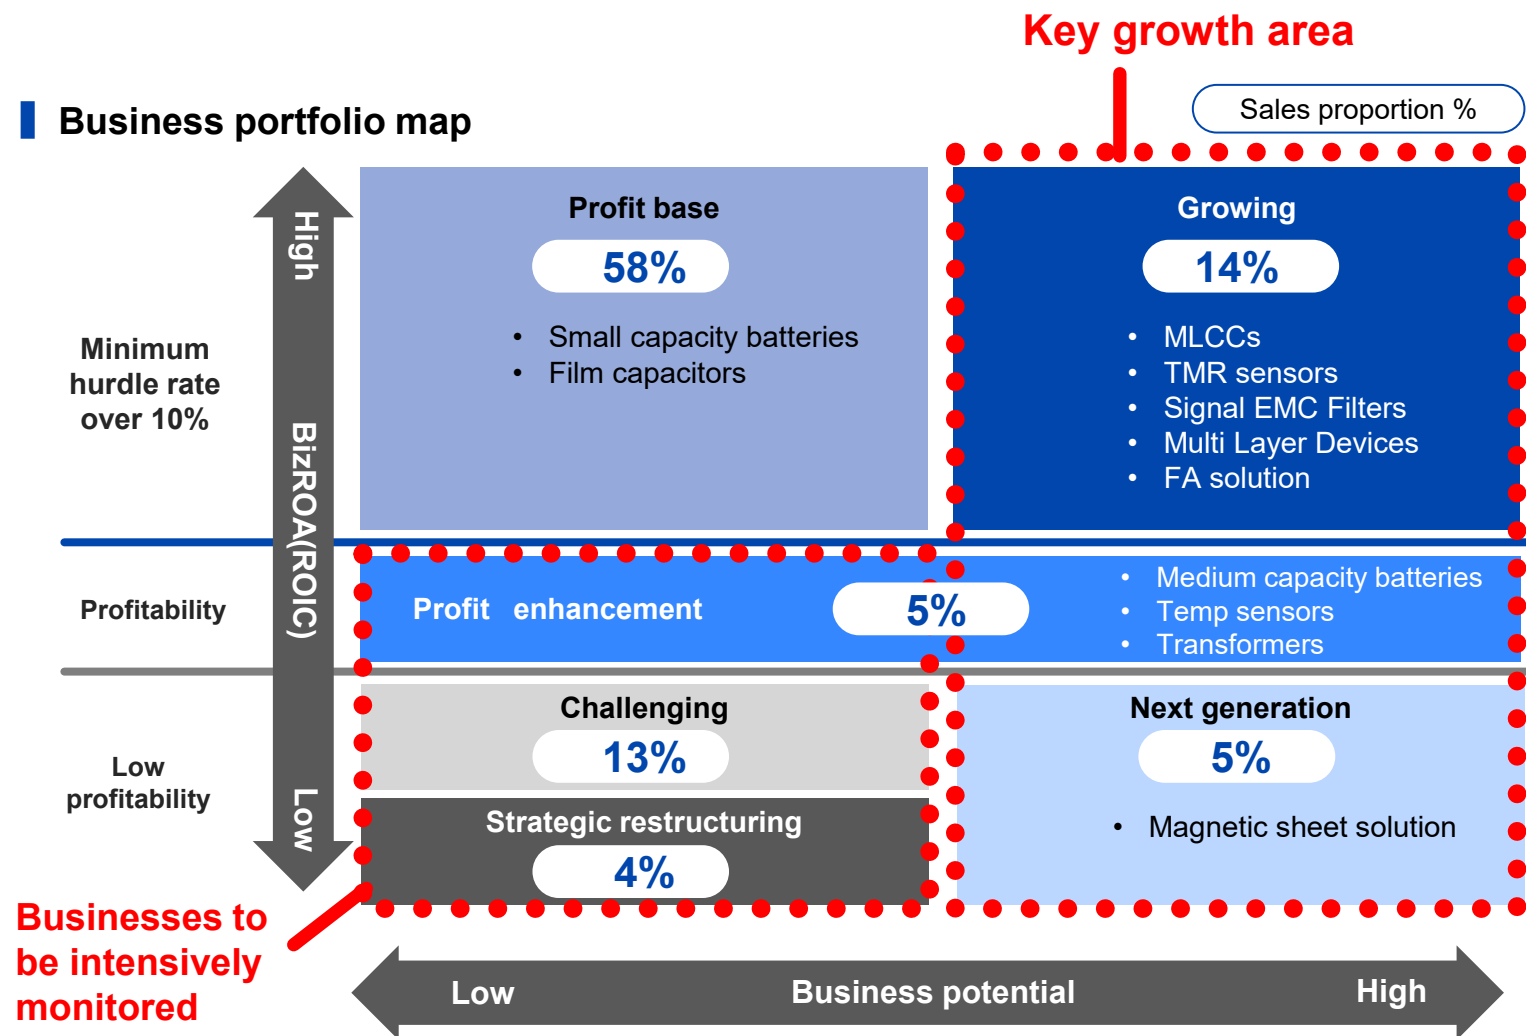 Key growth area
Business portfolio map
Sales proportion %
High
BizROA(ROIC)
Low
Minimum
hurdle rate
over 10%
Profitability
Low
profitability
Profit base
58%
• Small capacity batteries
• Film capacitors
Growing
14%
• MLCCs
• TMR sensors
• Signal EMC Filters
• Multi Layer Devices
• FA solution
Profit enhancement
5%
• Medium capacity batteries
• Temp sensors
• Transformers
Challenging
13%
Strategic restructuring
4%
Next generation
5%
• Magnetic sheet solution
Businesses to
be intensively
monitored
Low Business potential High